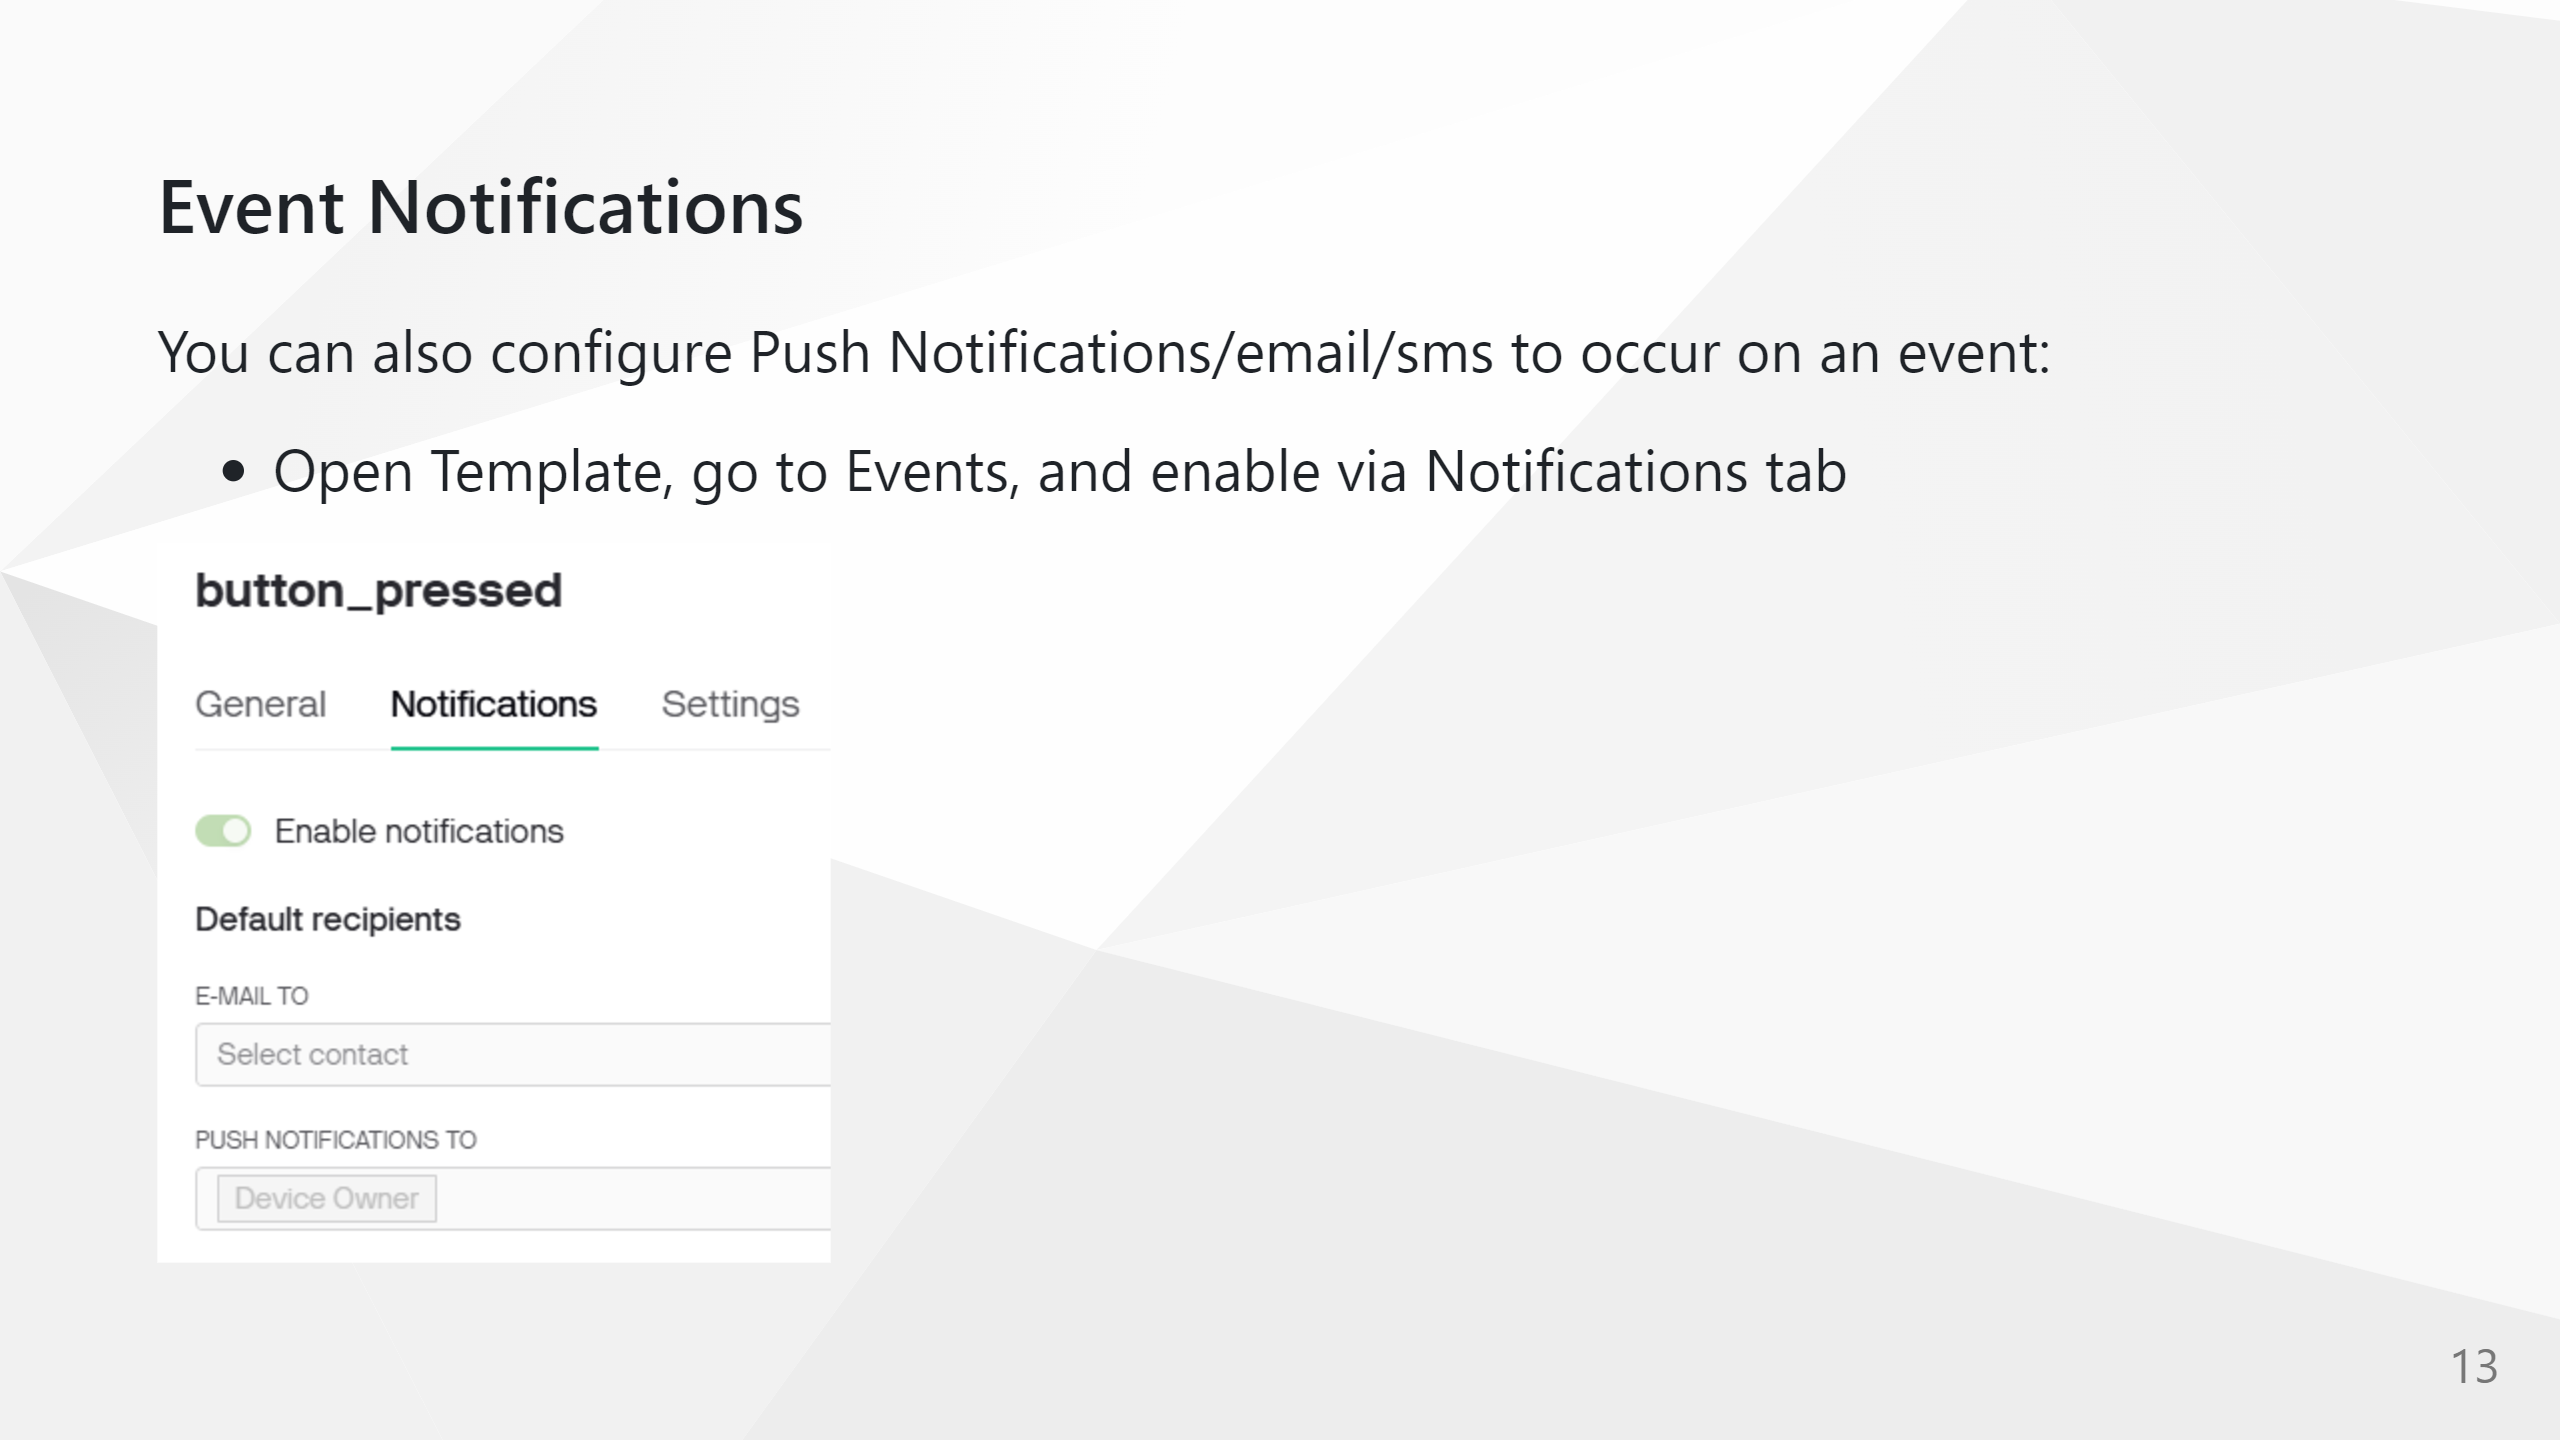 Event Notifications
You can also configure Push Notifications/email/sms to occur on an event:
• Open Template, go to Events, and enable via Notifications tab
button_pressed
General Notifications Settings
Enable notifications
Default recipients
E-MAIL TO
Select contact
PUSH NOTIFICATIONS TO
Device Owner
13